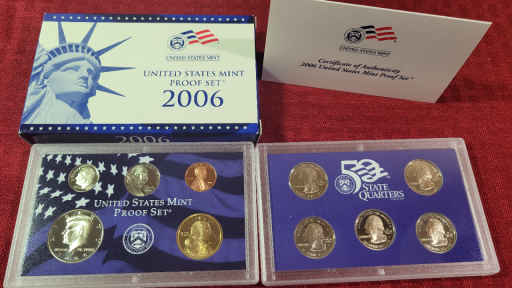 UNITED STATES MINT
UNITED STATES MINT
PROOF SET
2006
2006
UNITED STATES MINT
Certificate of Authenticity
2006 United States Mint Proof Set
UNITED STATES MINT
PROOF SET
50
STATE
QUARTERS